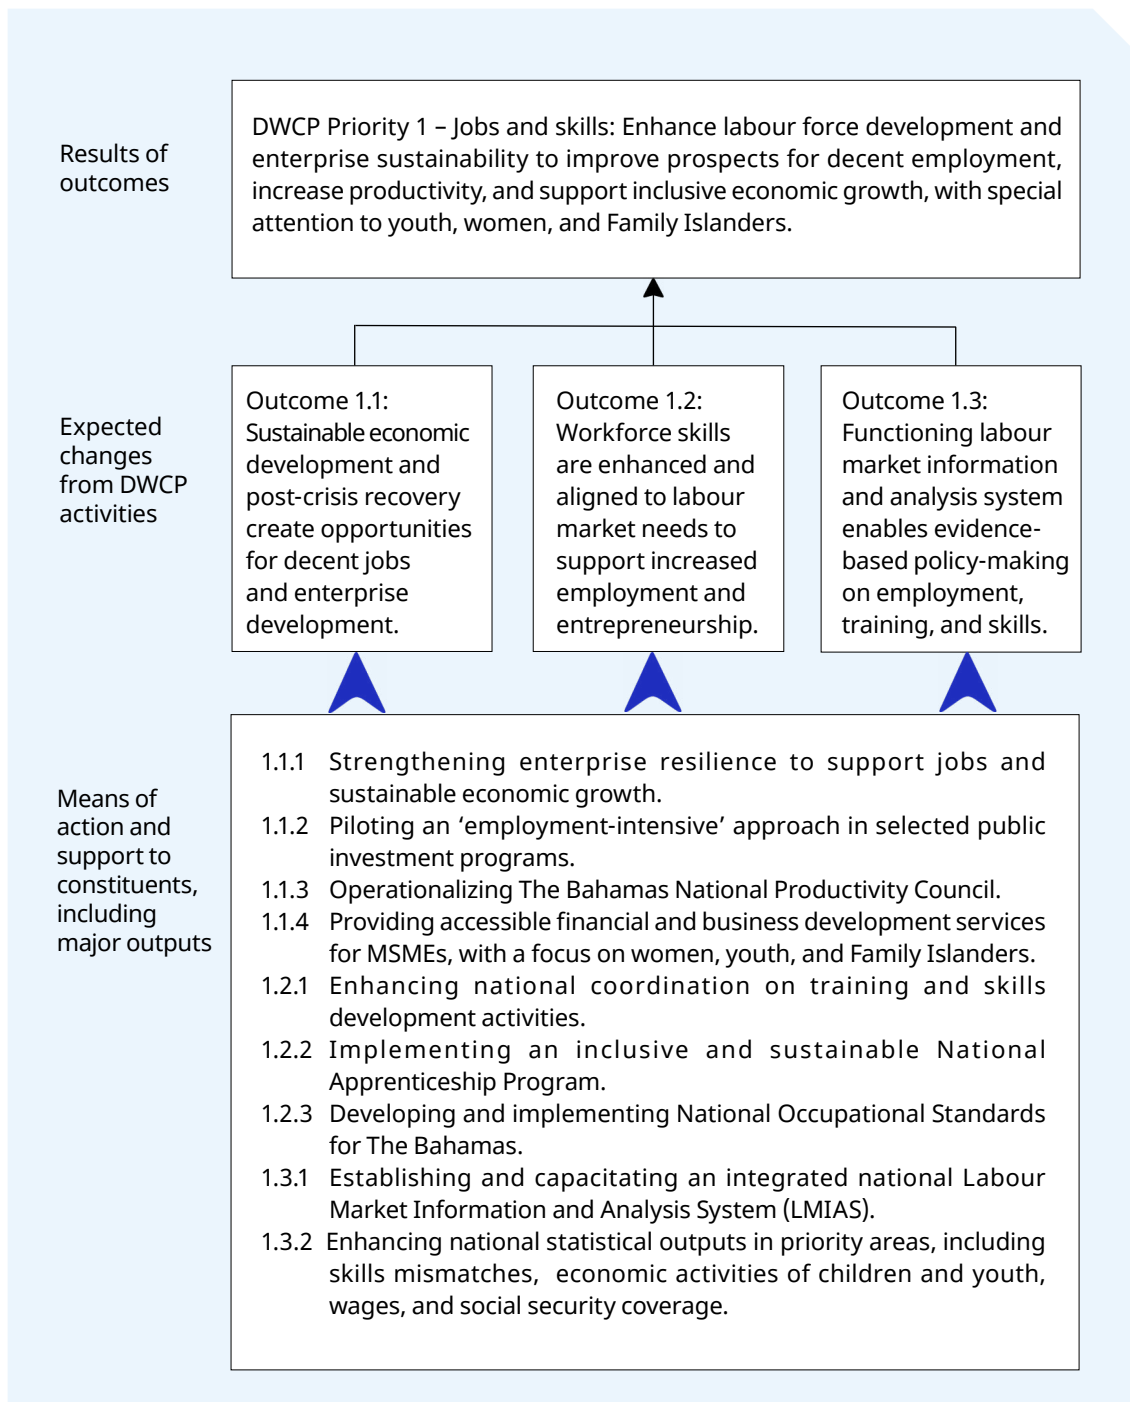 Results of
outcomes
DWCP Priority 1 – Jobs and skills: Enhance labour force development and
enterprise sustainability to improve prospects for decent employment,
increase productivity, and support inclusive economic growth, with special
attention to youth, women, and Family Islanders.
Expected
changes
from DWCP
activities
Outcome 1.1:
Sustainable economic
development and
post-crisis recovery
create opportunities
for decent jobs
and enterprise
development.
Outcome 1.2:
Workforce skills
are enhanced and
aligned to labour
market needs to
support increased
employment and
entrepreneurship.
Outcome 1.3:
Functioning labour
market information
and analysis system
enables evidence-
based policy-making
on employment,
training, and skills.
Means of
action and
support to
constituents,
including
major outputs
1.1.1 Strengthening enterprise resilience to support jobs and
sustainable economic growth.
1.1.2 Piloting an ‘employment-intensive’ approach in selected public
investment programs.
1.1.3 Operationalizing The Bahamas National Productivity Council.
1.1.4 Providing accessible financial and business development services
for MSMEs, with a focus on women, youth, and Family Islanders.
1.2.1 Enhancing national coordination on training and skills
development activities.
1.2.2 Implementing an inclusive and sustainable National
Apprenticeship Program.
1.2.3 Developing and implementing National Occupational Standards
for The Bahamas.
1.3.1 Establishing and capacitating an integrated national Labour
Market Information and Analysis System (LMIAS).
1.3.2 Enhancing national statistical outputs in priority areas, including
skills mismatches, economic activities of children and youth,
wages, and social security coverage.